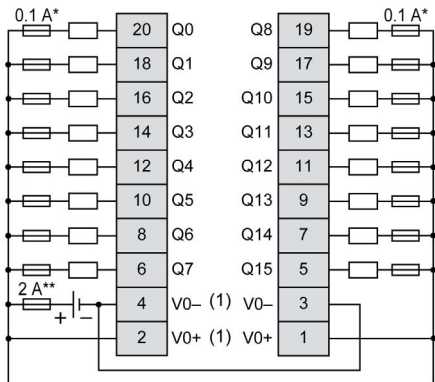 0.1 A* 20 Q0 Q8 19 0.1 A*
18 Q1 Q9 17
16 Q2 Q10 15
14 Q3 Q11 13
12 Q4 Q12 11
10 Q5 Q13 9
8 Q6 Q14 7
6 Q7 Q15 5
2 A** + − 4 V0– (1) V0– 3
2 V0+ (1) V0+ 1